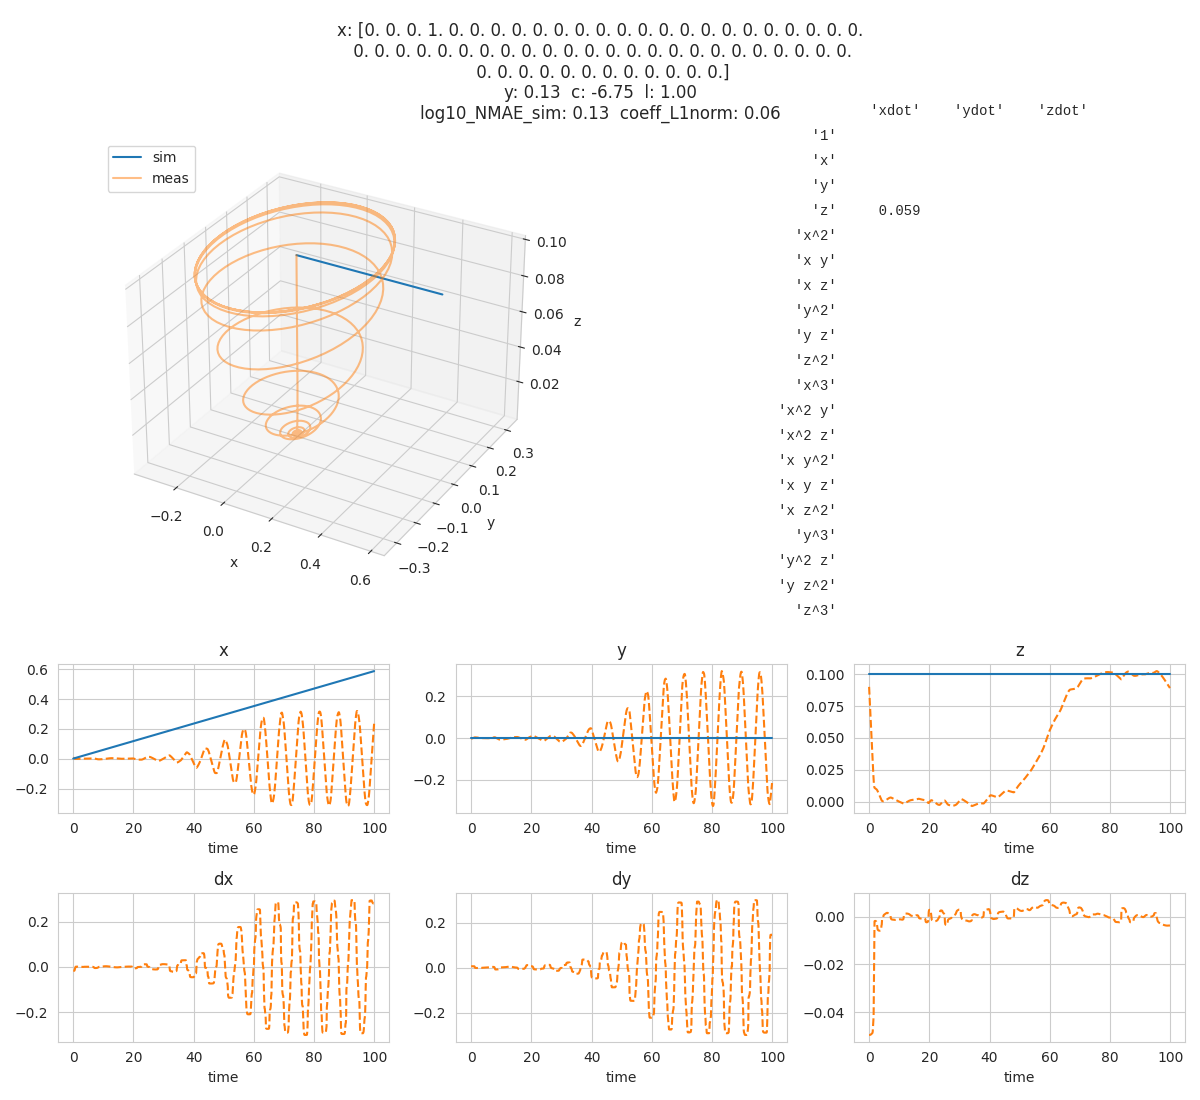 x: [0. 0. 0. 1. 0. 0. 0. 0. 0. 0. 0. 0. 0. 0. 0. 0. 0. 0. 0. 0. 0. 0. 0. 0.
0. 0. 0. 0. 0. 0. 0. 0. 0. 0. 0. 0. 0. 0. 0. 0. 0. 0. 0. 0. 0. 0. 0. 0.
0. 0. 0. 0. 0. 0. 0. 0. 0. 0. 0. 0.]
y: 0.13 c: -6.75 l: 1.00
log10_NMAE_sim: 0.13 coeff_L1norm: 0.06
'xdot' 'ydot' 'zdot'
'1'
'x'
'y'
'z' 0.059
'x^2'
'x y'
'x z'
'y^2'
'y z'
'z^2'
'x^3'
'x^2 y'
'x^2 z'
'x y^2'
'x y z'
'x z^2'
'y^3'
'y^2 z'
'y z^2'
'z^3'
sim
meas
0.10
0.08
0.06
0.04
0.02
z
0.3
0.2
0.1
0.0
−0.1
−0.2
−0.3
y
−0.2
0.0
0.2
0.4
0.6
x
x
0.6
0.4
0.2
0.0
−0.2
0 20 40 60 80 100
time
y
0.2
0.0
−0.2
0 20 40 60 80 100
time
z
0.100
0.075
0.050
0.025
0.000
0 20 40 60 80 100
time
dx
0.2
0.0
−0.2
0 20 40 60 80 100
time
dy
0.2
0.0
−0.2
0 20 40 60 80 100
time
dz
0.00
−0.02
−0.04
0 20 40 60 80 100
time